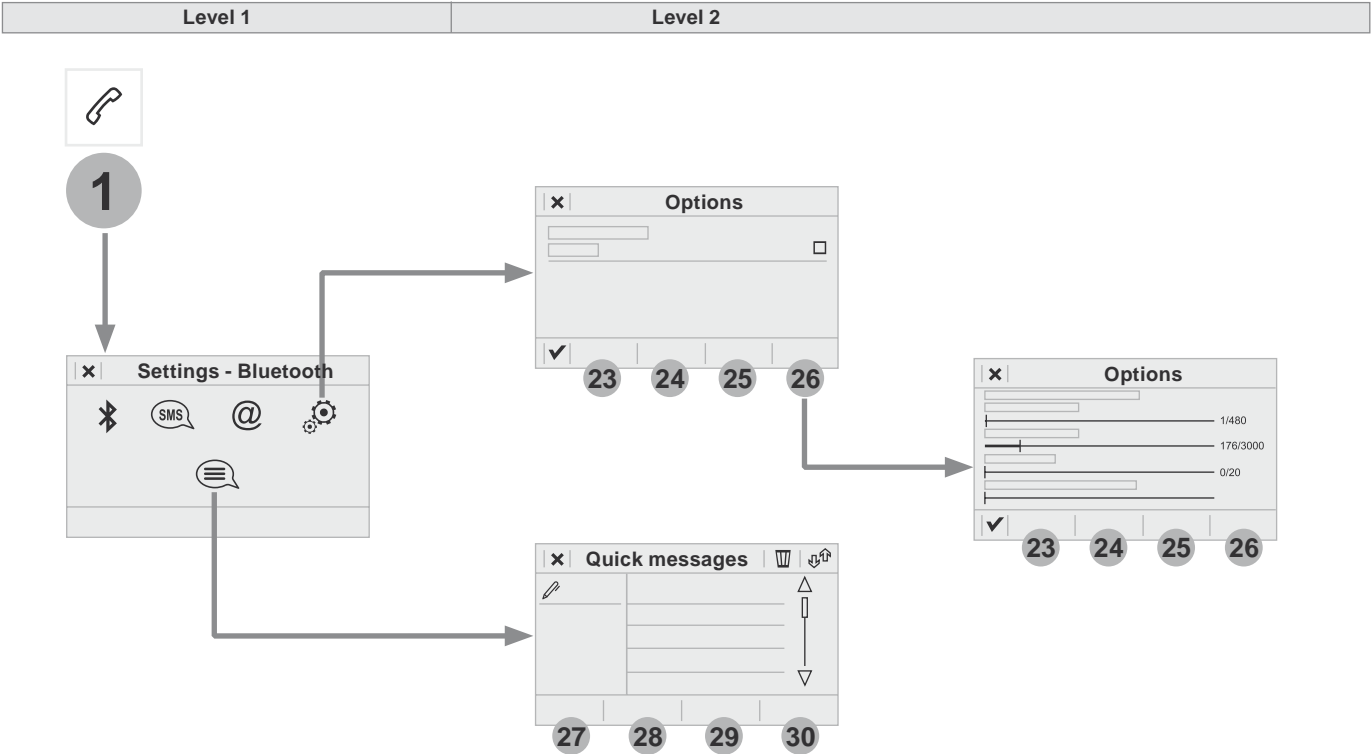 Level 1
Level 2
1
Settings - Bluetooth
SMS
@
Options
23 24 25 26
Options
1/480
176/3000
0/20
23 24 25 26
Quick messages
27 28 29 30